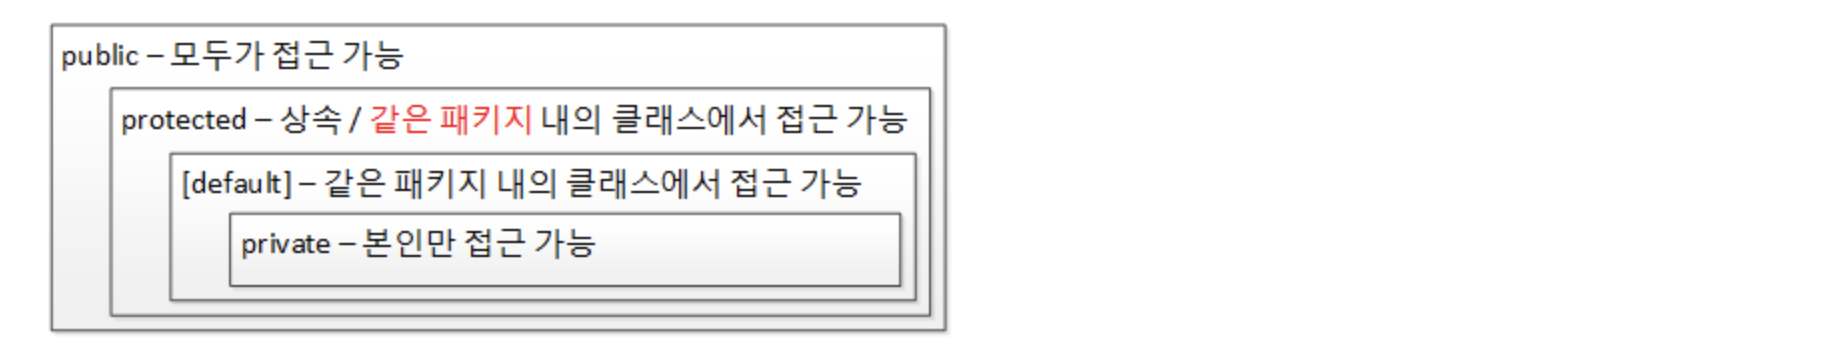 public – 모두가 접근 가능
protected – 상속 / 같은 패키지 내의 클래스에서 접근 가능
[default] – 같은 패키지 내의 클래스에서 접근 가능
private – 본인만 접근 가능